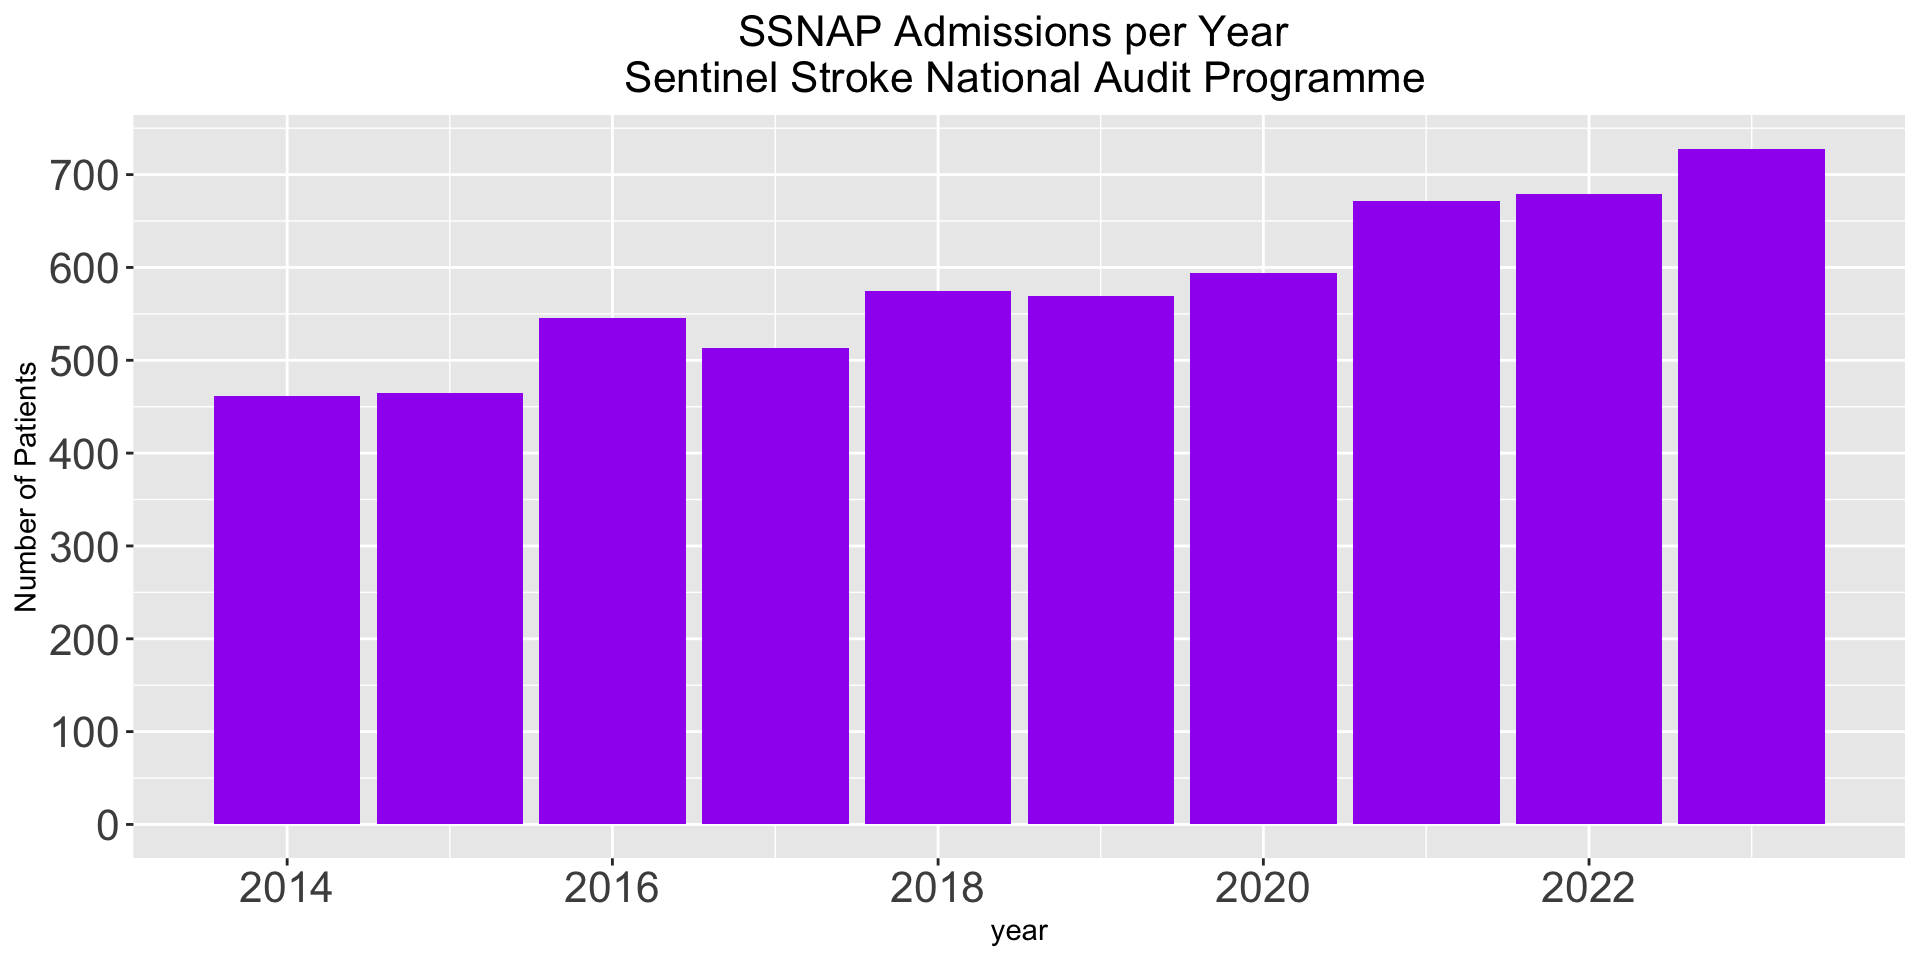 SSNAP Admissions per Year
Sentinel Stroke National Audit Programme
Number of Patients
700
600
500
400
300
200
100
0
2014 2016 2018 2020 2022
year